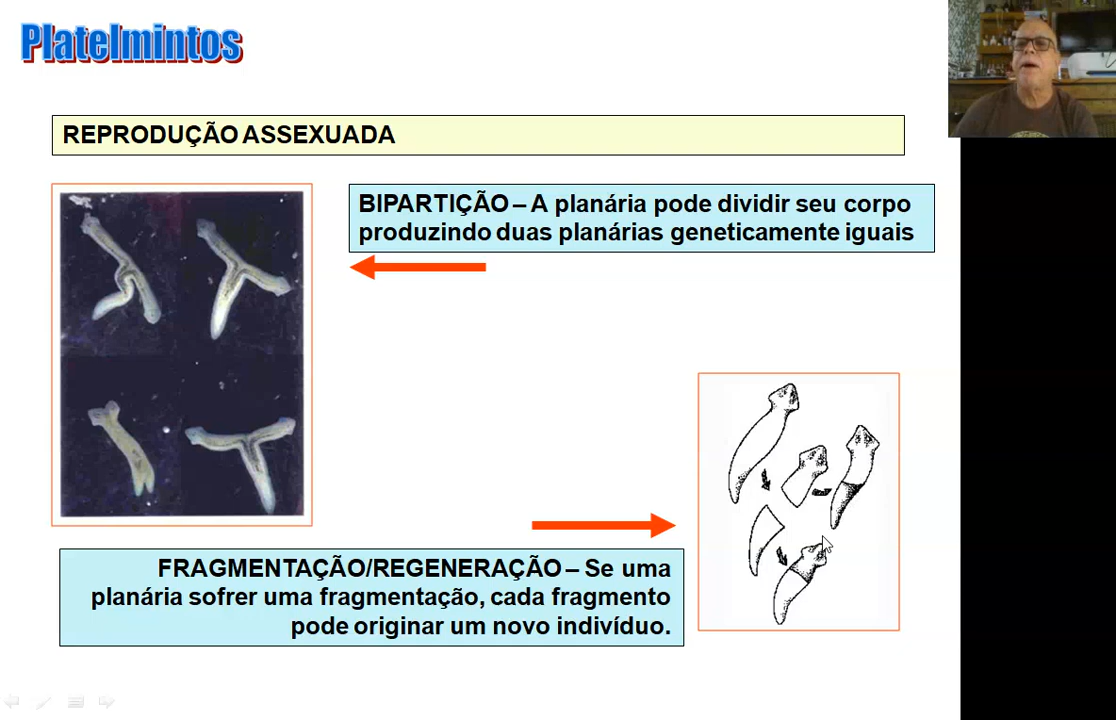 Platelmintos
REPRODUÇÃO ASSEXUADA
BIPARTIÇÃO – A planária pode dividir seu corpo
produzindo duas planárias geneticamente iguais
FRAGMENTAÇÃO/REGENERAÇÃO – Se uma
planária sofrer uma fragmentação, cada fragmento
pode originar um novo indivíduo.